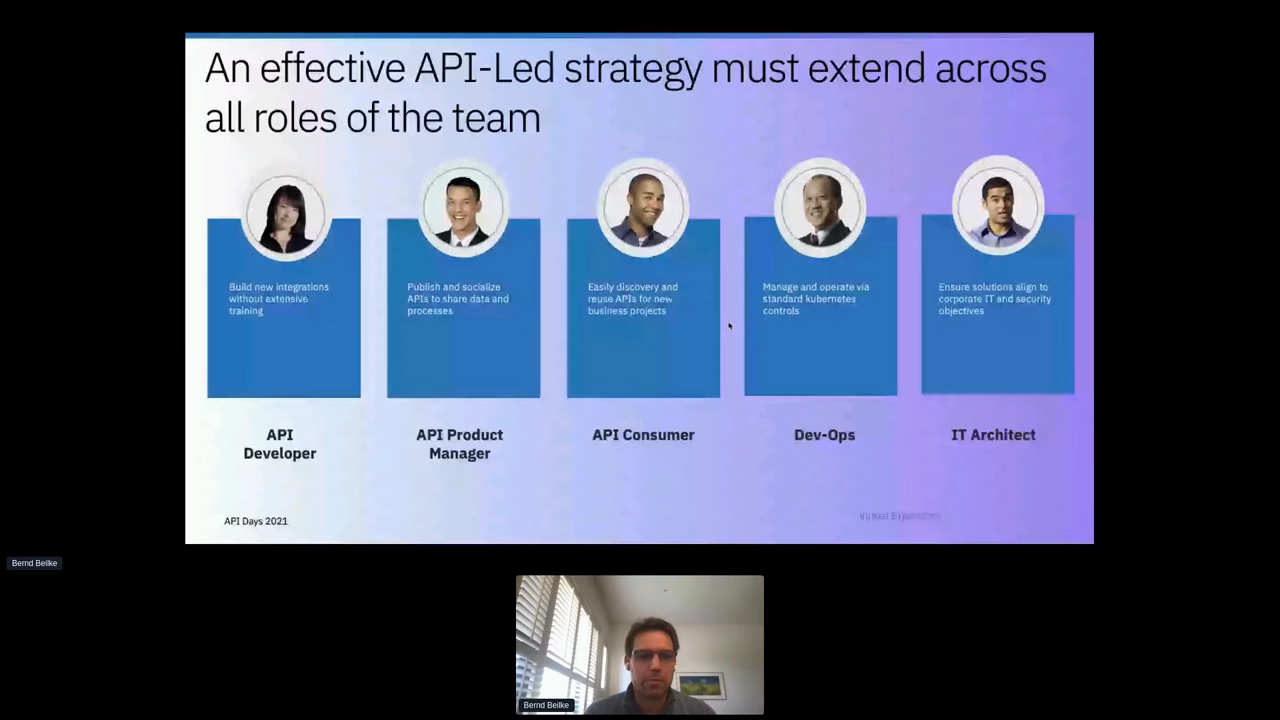 An effective API-Led strategy must extend across
all roles of the team
Build new integrations
without extensive
training
Publish and socialize
APIs to share data and
processes
Easily discovery and
reuse APIs for new
business projects
Manage and operate via
standard kubernetes
controls
Ensure solutions align to
corporate IT and security
objectives
API
Developer
API Product
Manager
API Consumer
Dev-Ops
IT Architect
API Days 2021
Virtual Experience
Bernd Beilke
Bernd Beilke